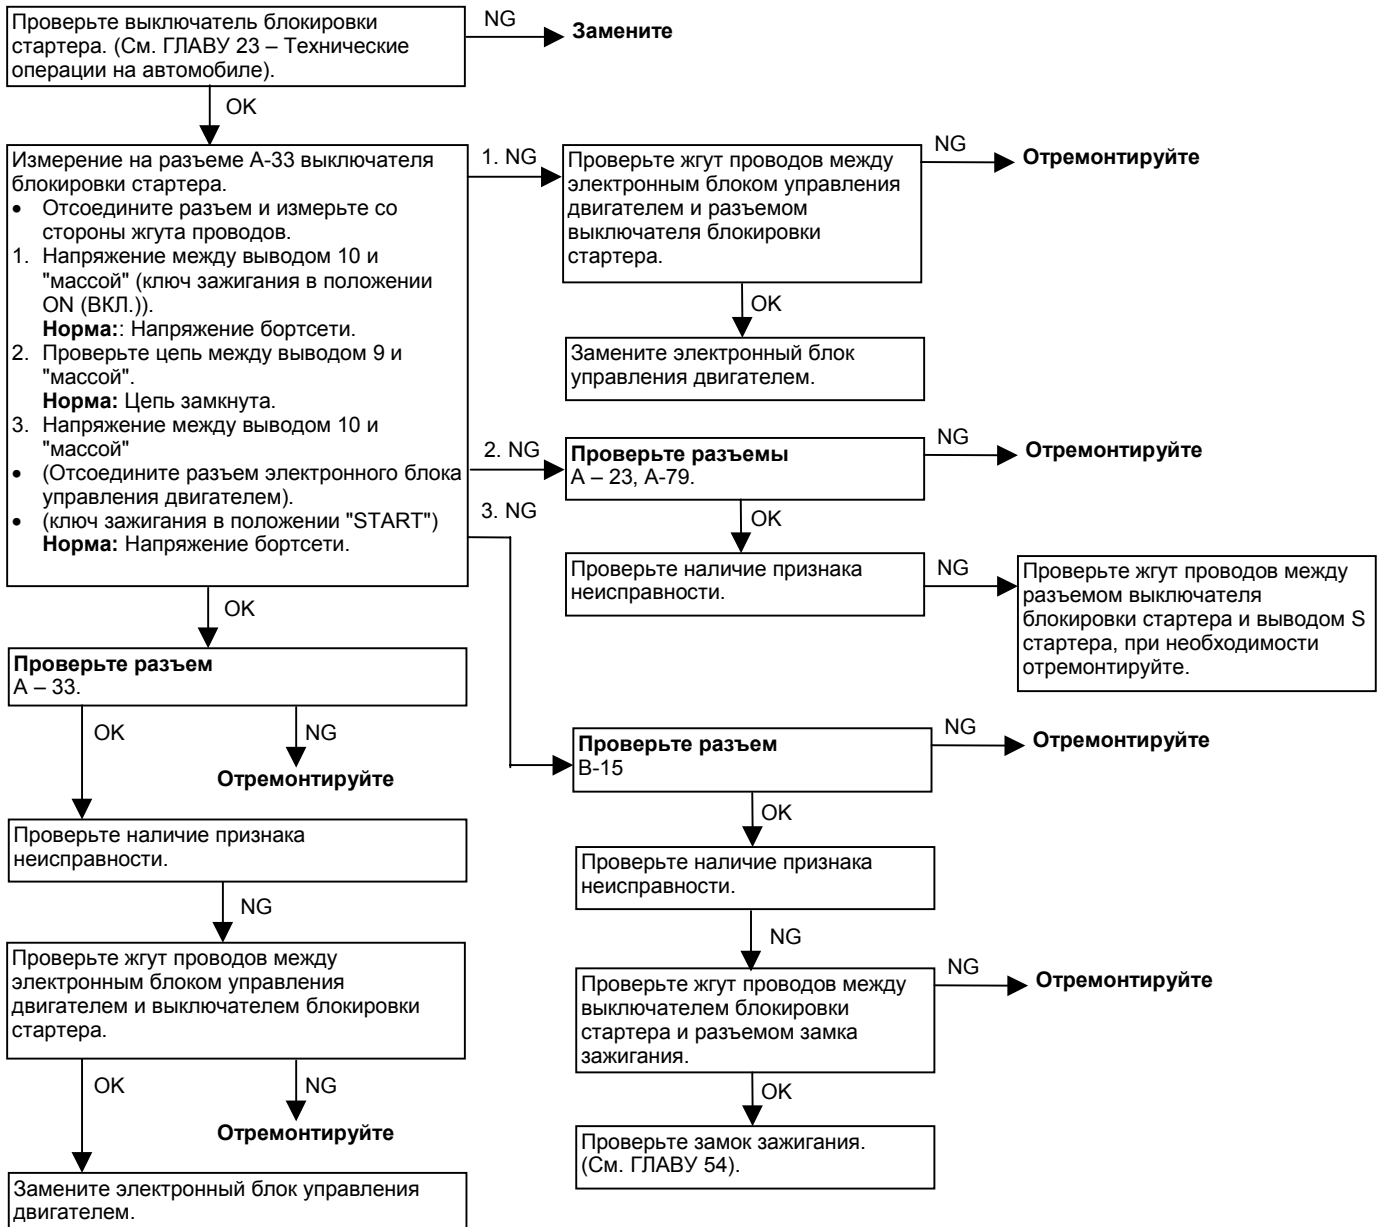 Проверьте выключатель блокировки
стартера. (См. ГЛАВУ 23 – Технические
операции на автомобиле).
NG
Замените
OK
Измерение на разъеме А-33 выключателя
блокировки стартера.
• Отсоедините разъем и измерьте со
стороны жгута проводов.
1. Напряжение между выводом 10 и
"массой" (ключ зажигания в положении
ON (ВКЛ.)).
Норма:: Напряжение бортсети.
2. Проверьте цепь между выводом 9 и
"массой".
Норма: Цепь замкнута.
3. Напряжение между выводом 10 и
"массой"
• (Отсоедините разъем электронного блока
управления двигателем).
• (ключ зажигания в положении "START")
Норма: Напряжение бортсети.
1. NG
Проверьте жгут проводов между
электронным блоком управления
двигателем и разъемом
выключателя блокировки
стартера.
NG
Отремонтируйте
OK
Замените электронный блок
управления двигателем.
2. NG
Проверьте разъемы
А – 23, А-79.
NG
Отремонтируйте
OK
Проверьте наличие признака
неисправности.
NG
Проверьте жгут проводов между
разъемом выключателя
блокировки стартера и выводом S
стартера, при необходимости
отремонтируйте.
3. NG
Проверьте разъем
В-15
NG
Отремонтируйте
OK
Проверьте наличие признака
неисправности.
NG
Проверьте жгут проводов между
выключателем блокировки
стартера и разъемом замка
зажигания.
NG
Отремонтируйте
OK
Проверьте замок зажигания.
(См. ГЛАВУ 54).
OK
Проверьте разъем
А – 33.
OK
NG
Отремонтируйте
Проверьте наличие признака
неисправности.
NG
Проверьте жгут проводов между
электронным блоком управления
двигателем и выключателем блокировки
стартера.
OK
NG
Отремонтируйте
Замените электронный блок управления
двигателем.